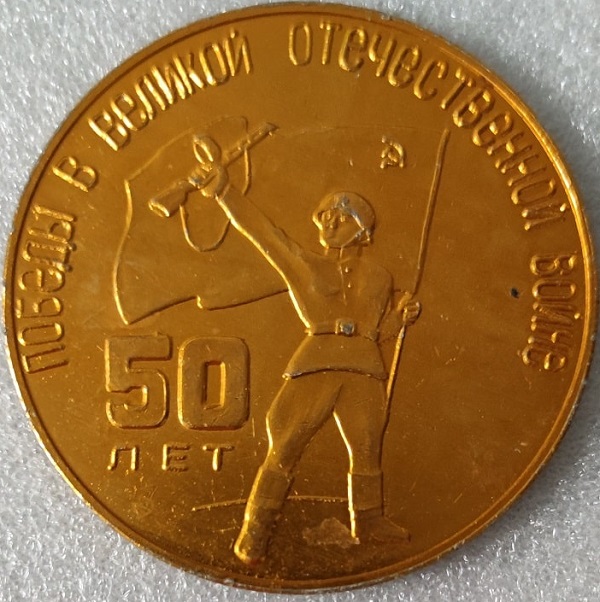 50
ЛЕТ
ПОБЕДЫ В ВЕЛИКОЙ ОТЕЧЕСТВЕННОЙ ВОЙНЕ